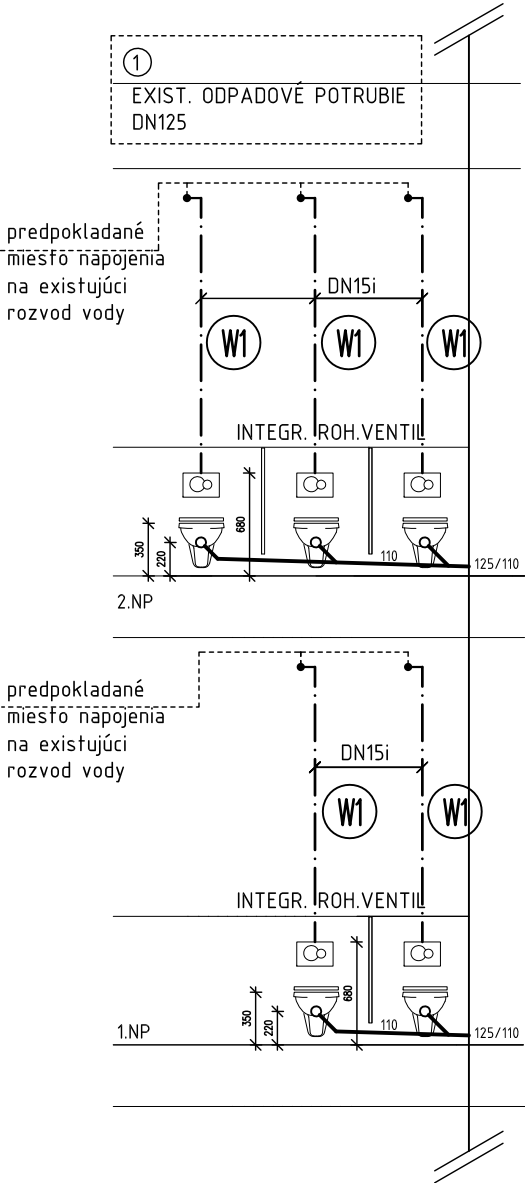 1
EXIST. ODPADOVÉ POTRUBIE
DN125
predpokladané
miesto napojenia
na existujúci
rozvod vody
DN15i
W1 W1 W1
INTEGR. ROH.VENTIL
680
350
220
110
125/110
2.NP
predpokladané
miesto napojenia
na existujúci
rozvod vody
DN15i
W1 W1
INTEGR. ROH.VENTIL
680
350
220
110
125/110
1.NP